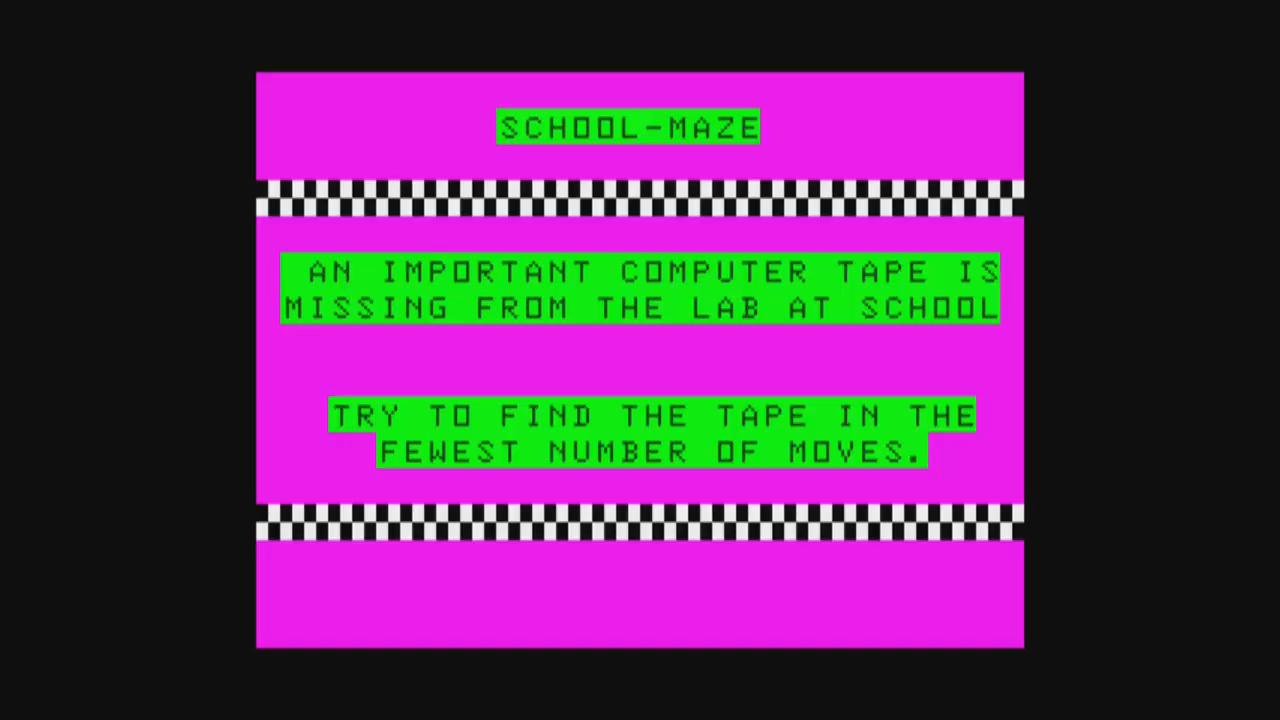 SCHOOL-MAZE
AN IMPORTANT COMPUTER TAPE IS
MISSING FROM THE LAB AT SCHOOL
TRY TO FIND THE TAPE IN THE
FEWEST NUMBER OF MOVES.